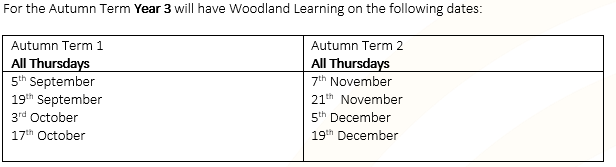 For the Autumn Term Year 3 will have Woodland Learning on the following dates:
Autumn Term 1
All Thursdays
5th September
19th September
3rd October
17th October
Autumn Term 2
All Thursdays
7th November
21th November
5th December
19th December